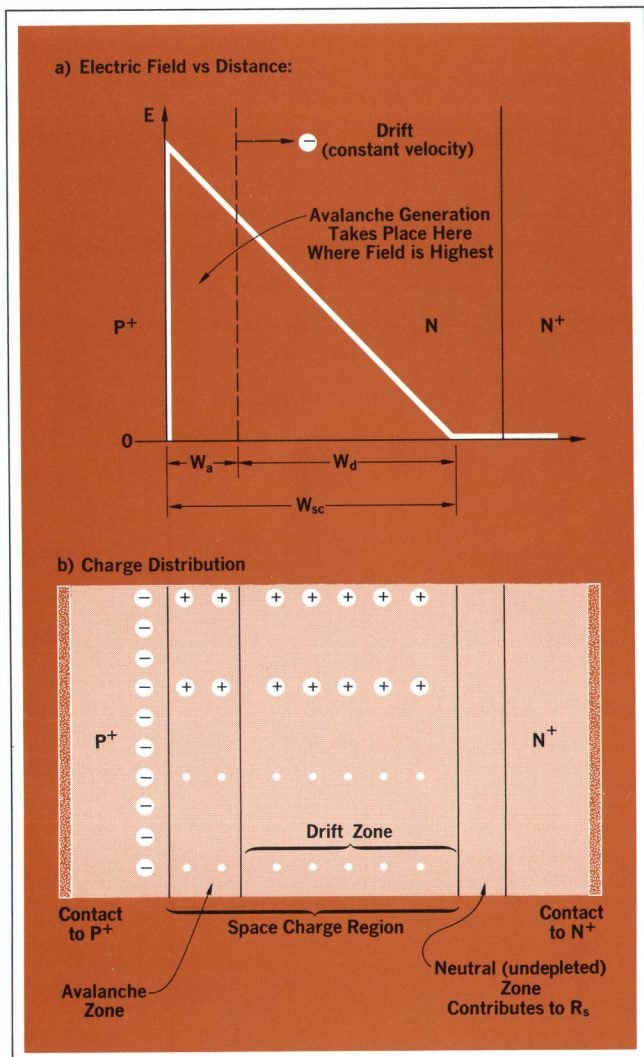 a) Electric Field vs Distance:
E
−
Drift
(constant velocity)
Avalanche Generation
Takes Place Here
Where Field is Highest
P+
N
N+
0
Wa
Wd
Wsc
b) Charge Distribution
− + + + + + + +
−
−
− + + + + + + +
−
P+
N+
−
−
−
Drift Zone
−
−
Contact
to P+
Space Charge Region
Contact
to N+
Avalanche
Zone
Neutral (undepleted)
Zone
Contributes to Rs